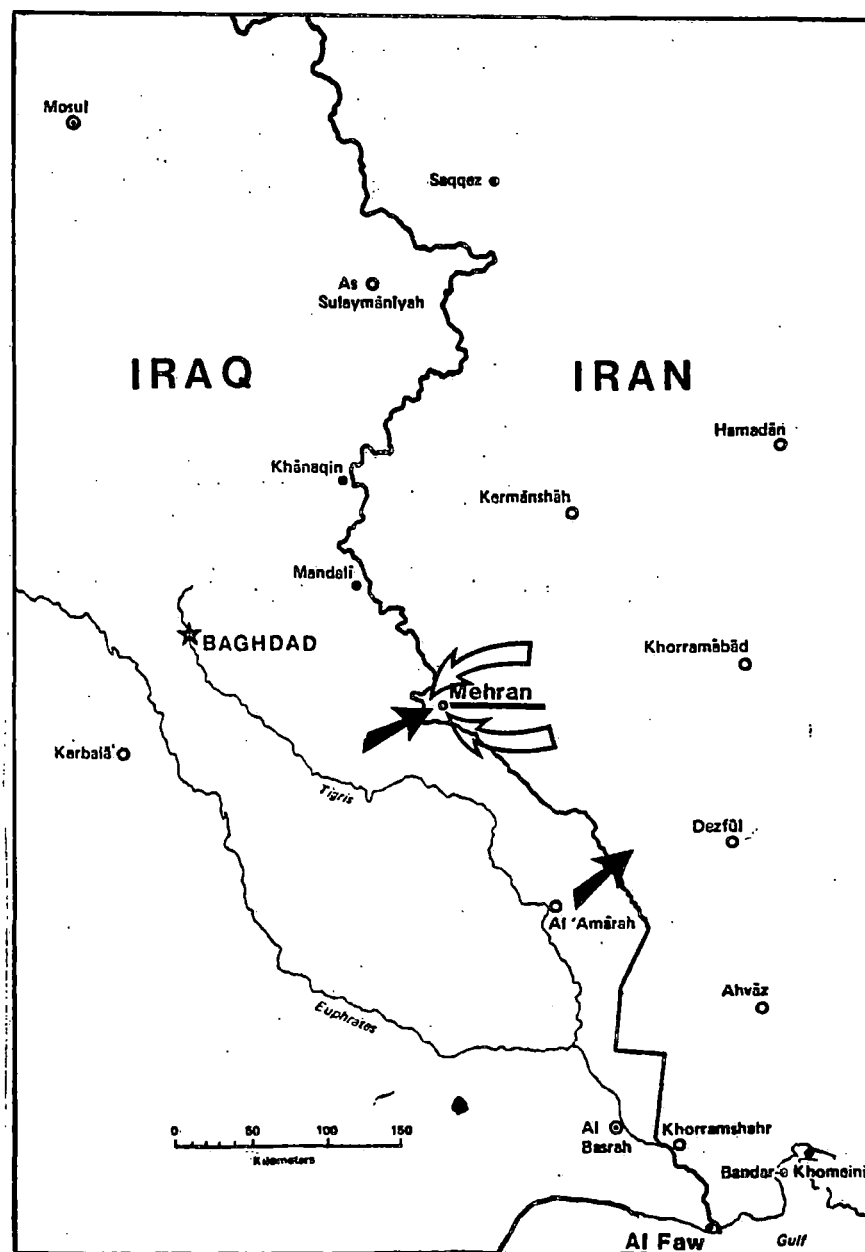 Mosul
Saqqez
As
Sulaymānīyah
IRAQ
IRAN
Hamadān
Khānaqin
Kermānshāh
Mandalī
BAGHDAD
Khorramābād
Mehran
Karbalā'
Tigris
Dezfūl
Al 'Amārah
Ahvāz
Euphrates
0 50 100 150
Kilometers
Al
Basrah
Khorramshahr
Bandar-e Khomeini
Al Faw
Gulf